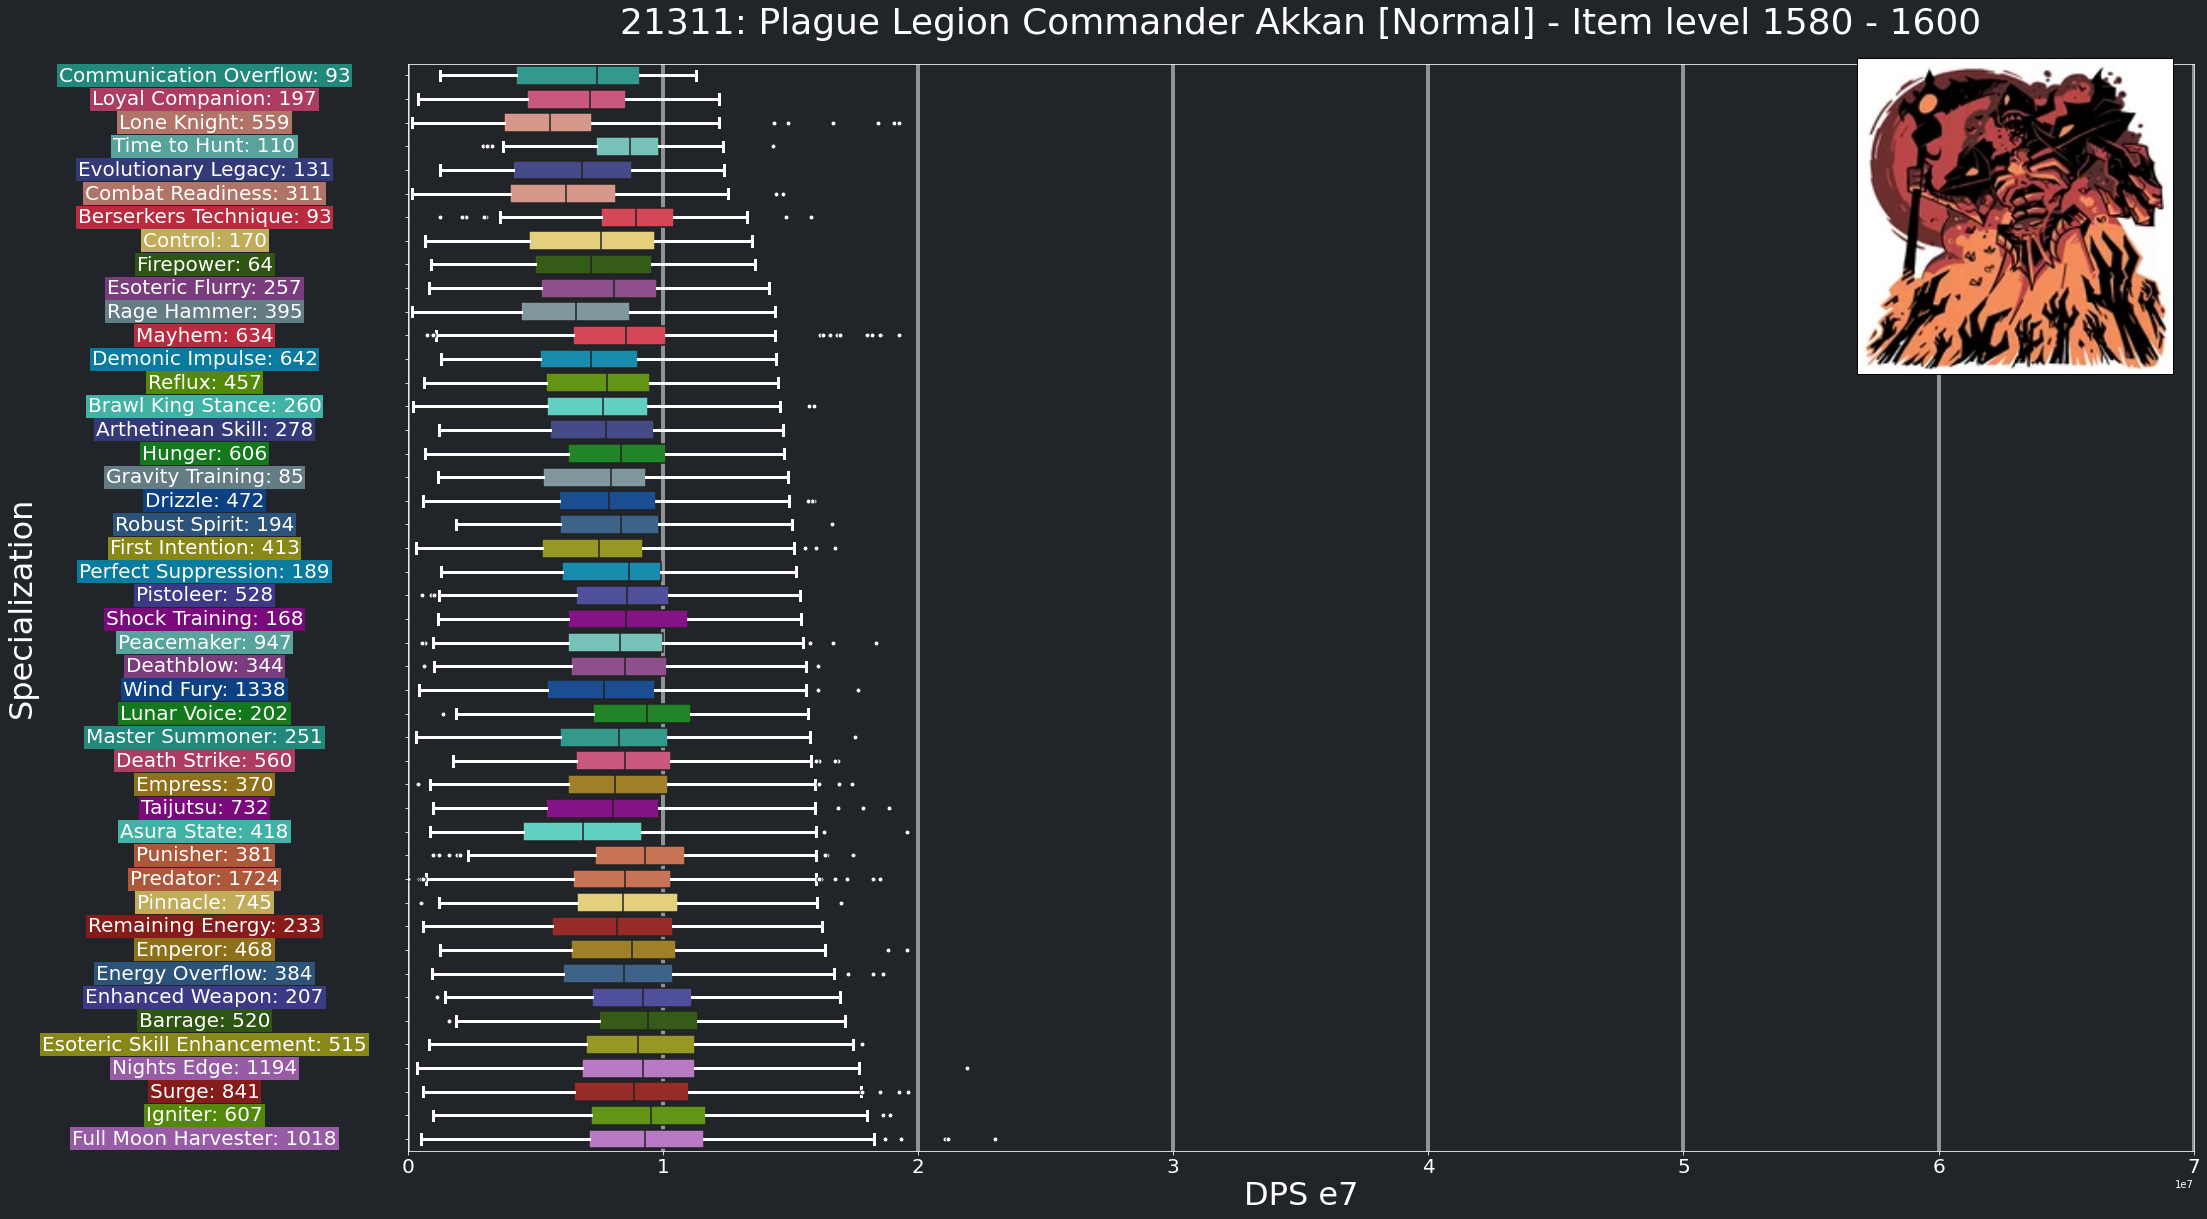 21311: Plague Legion Commander Akkan [Normal] - Item level 1580 - 1600
Communication Overflow: 93
Loyal Companion: 197
Lone Knight: 559
Time to Hunt: 110
Evolutionary Legacy: 131
Combat Readiness: 311
Berserkers Technique: 93
Control: 170
Firepower: 64
Esoteric Flurry: 257
Rage Hammer: 395
Mayhem: 634
Demonic Impulse: 642
Reflux: 457
Brawl King Stance: 260
Arthetinean Skill: 278
Hunger: 606
Gravity Training: 85
Drizzle: 472
Robust Spirit: 194
First Intention: 413
Perfect Suppression: 189
Pistoleer: 528
Shock Training: 168
Peacemaker: 947
Deathblow: 344
Wind Fury: 1338
Lunar Voice: 202
Master Summoner: 251
Death Strike: 560
Empress: 370
Taijutsu: 732
Asura State: 418
Punisher: 381
Predator: 1724
Pinnacle: 745
Remaining Energy: 233
Emperor: 468
Energy Overflow: 384
Enhanced Weapon: 207
Barrage: 520
Esoteric Skill Enhancement: 515
Nights Edge: 1194
Surge: 841
Igniter: 607
Full Moon Harvester: 1018
Specialization
0 1 2 3 4 5 6 7
1e7
DPS e7